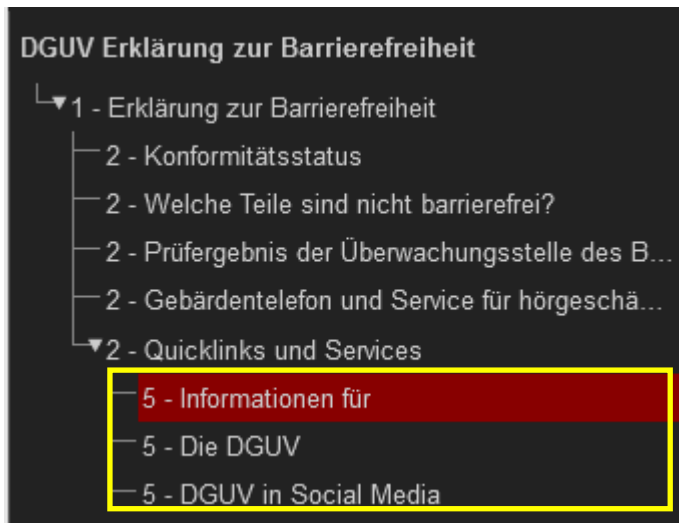 DGUV Erklärung zur Barrierefreiheit
1 - Erklärung zur Barrierefreiheit
2 - Konformitätsstatus
2 - Welche Teile sind nicht barrierefrei?
2 - Prüfergebnis der Überwachungsstelle des B...
2 - Gebärdentelefon und Service für hörgeschä...
2 - Quicklinks und Services
5 - Informationen für
5 - Die DGUV
5 - DGUV in Social Media